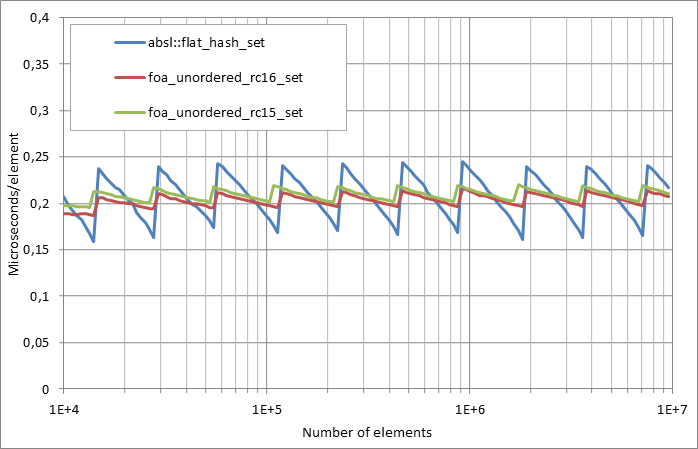 0,4
0,35
0,3
0,25
0,2
0,15
0,1
0,05
0
Microseconds/element
absl::flat_hash_set
foa_unordered_rc16_set
foa_unordered_rc15_set
1E+4
1E+5
1E+6
1E+7
Number of elements